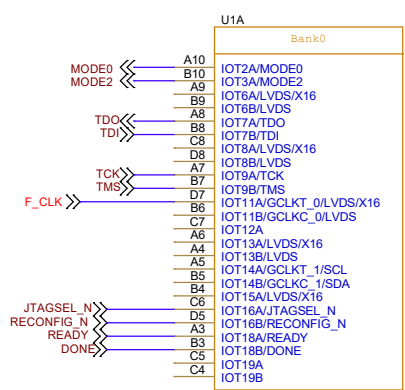 U1A
Bank0
MODE0 A10 IOT2A/MODE0
MODE2 B10 IOT3A/MODE2
A9 IOT6A/LVDS/X16
B9 IOT6B/LVDS
TDO A8 IOT7A/TDO
TDI B8 IOT7B/TDI
C8 IOT8A/LVDS/X16
D8 IOT8B/LVDS
TCK A7 IOT9A/TCK
TMS B7 IOT9B/TMS
F_CLK D7 IOT11A/GCLKT_0/LVDS/X16
B6 IOT11B/GCLKC_0/LVDS
C7 IOT12A
A6 IOT13A/LVDS/X16
A4 IOT13B/LVDS
A5 IOT14A/GCLKT_1/SCL
B5 IOT14B/GCLKC_1/SDA
B4 IOT15A/LVDS/X16
JTAGSEL_N C6 IOT16A/JTAGSEL_N
RECONFIG_N D5 IOT16B/RECONFIG_N
READY A3 IOT18A/READY
DONE B3 IOT18B/DONE
C5 IOT19A
C4 IOT19B